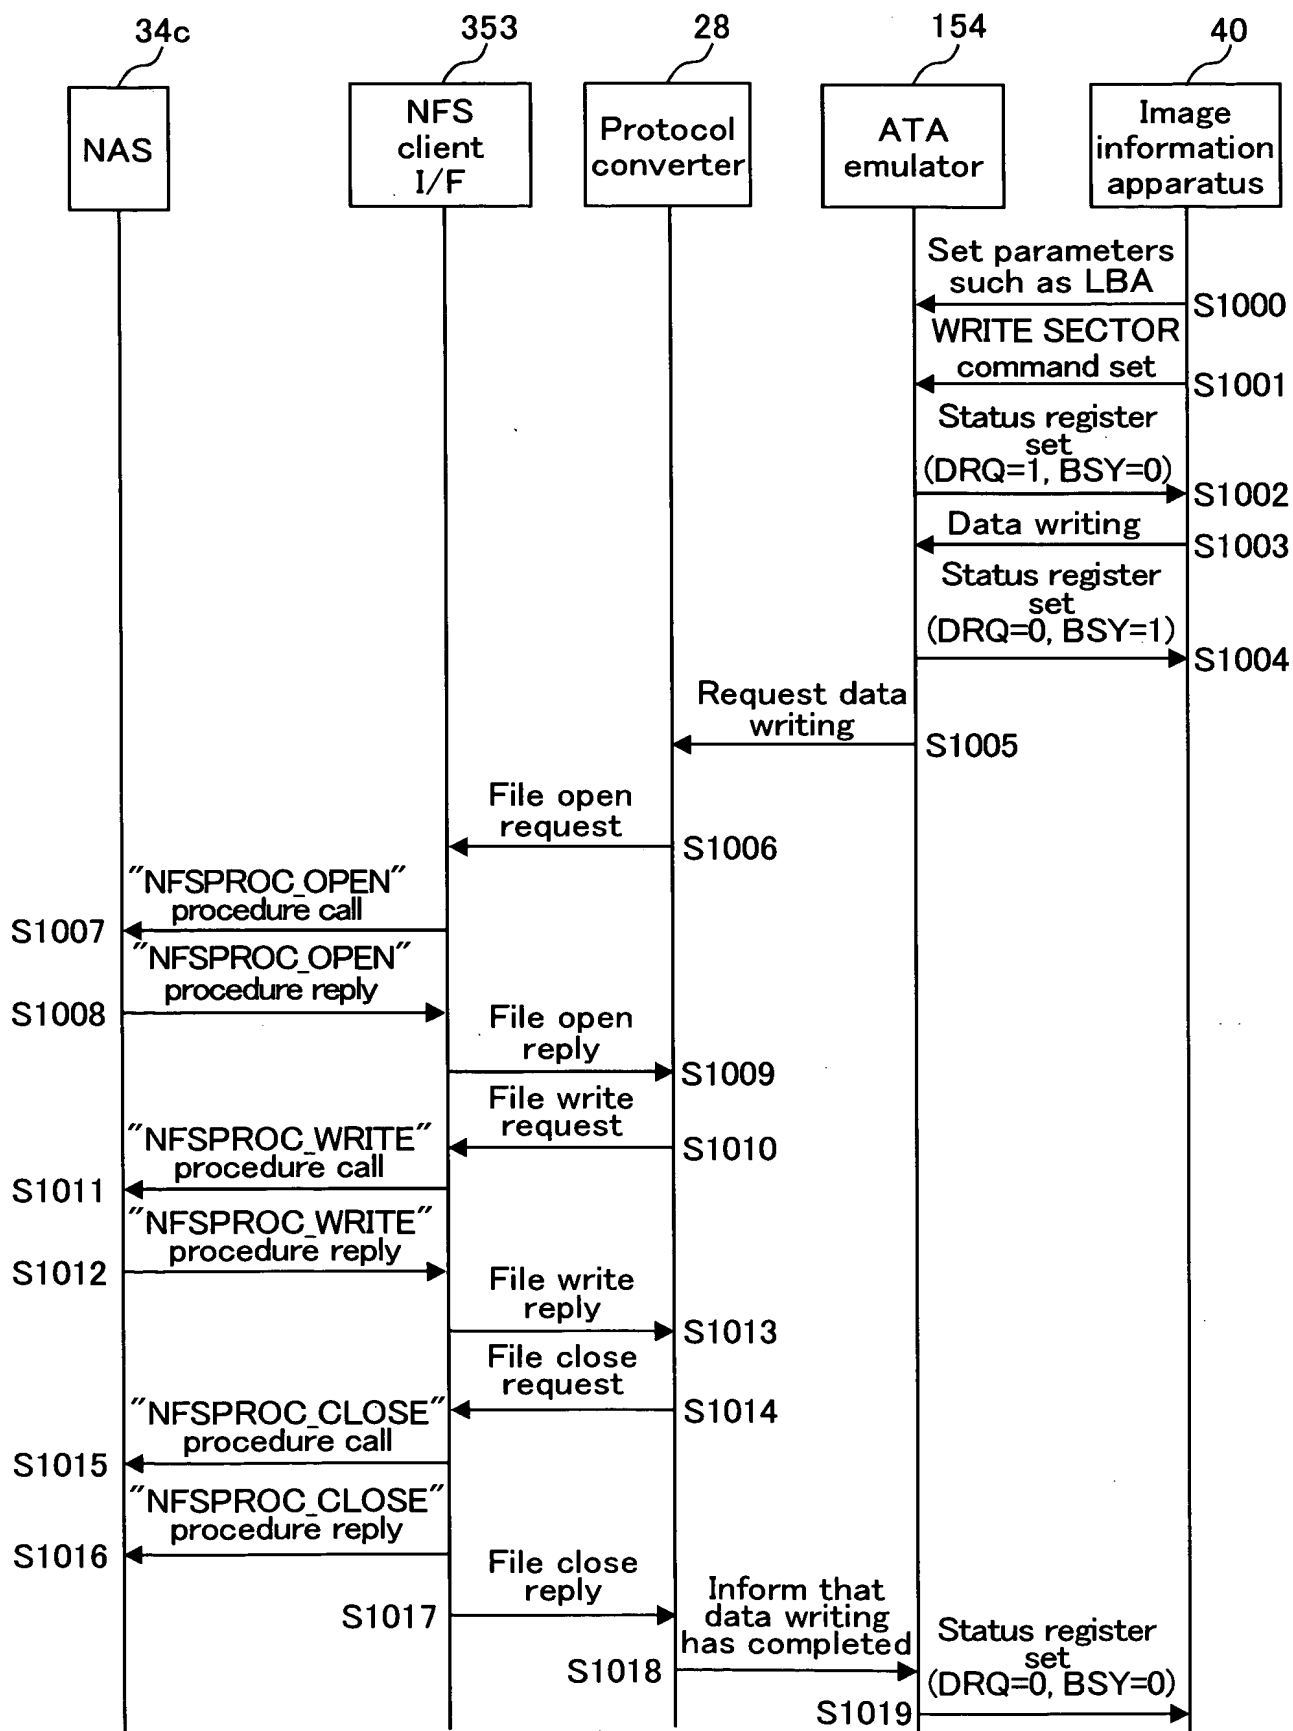 34c
353
28
154
40
NAS
NFS
client
I/F
Protocol
converter
ATA
emulator
Image
information
apparatus
Set parameters
such as LBA
S1000
WRITE SECTOR
command set
S1001
Status register
set
(DRQ=1, BSY=0)
S1002
Data writing
S1003
Status register
set
(DRQ=0, BSY=1)
S1004
Request data
writing
S1005
File open
request
S1006
"NFSPROC_OPEN"
procedure call
S1007
"NFSPROC_OPEN"
procedure reply
S1008
File open
reply
S1009
File write
request
S1010
"NFSPROC_WRITE"
procedure call
S1011
"NFSPROC_WRITE"
procedure reply
S1012
File write
reply
S1013
File close
request
S1014
"NFSPROC_CLOSE"
procedure call
S1015
"NFSPROC_CLOSE"
procedure reply
S1016
File close
reply
S1017
Inform that
data writing
has completed
S1018
Status register
set
(DRQ=0, BSY=0)
S1019